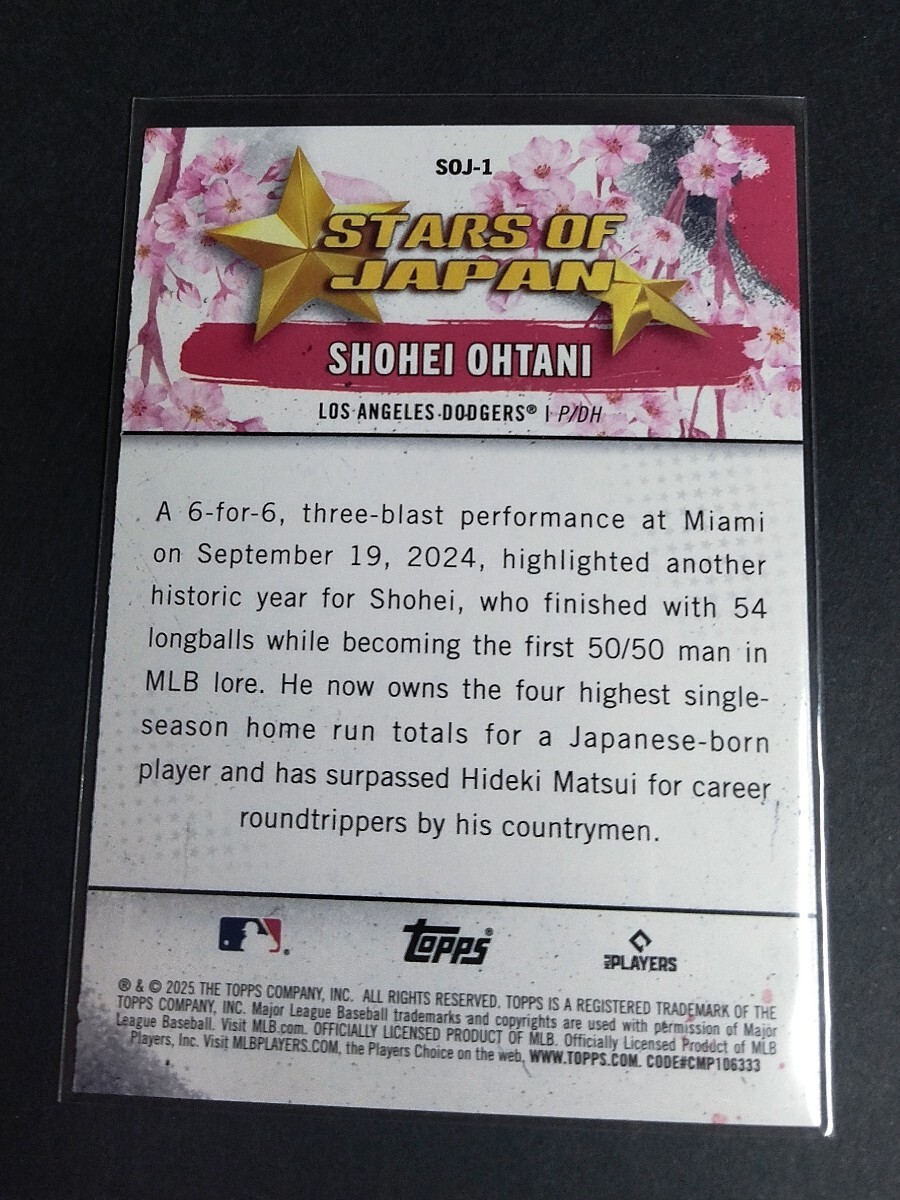 SOJ-1
STARS OF
JAPAN
SHOHEI OHTANI
LOS ANGELES DODGERS® | P/DH
A 6-for-6, three-blast performance at Miami
on September 19, 2024, highlighted another
historic year for Shohei, who finished with 54
longballs while becoming the first 50/50 man in
MLB lore. He now owns the four highest single-
season home run totals for a Japanese-born
player and has surpassed Hideki Matsui for career
roundtrippers by his countrymen.
topps®
MLB PLAYERS
® & © 2025 THE TOPPS COMPANY, INC. ALL RIGHTS RESERVED. TOPPS IS A REGISTERED TRADEMARK OF THE
TOPPS COMPANY, INC. Major League Baseball trademarks and copyrights are used with permission of Major
League Baseball. Visit MLB.com. OFFICIALLY LICENSED PRODUCT OF MLB. Officially Licensed Product of MLB
Players, Inc. Visit MLBPLAYERS.COM, the Players Choice on the web. WWW.TOPPS.COM. CODE#CMP106333